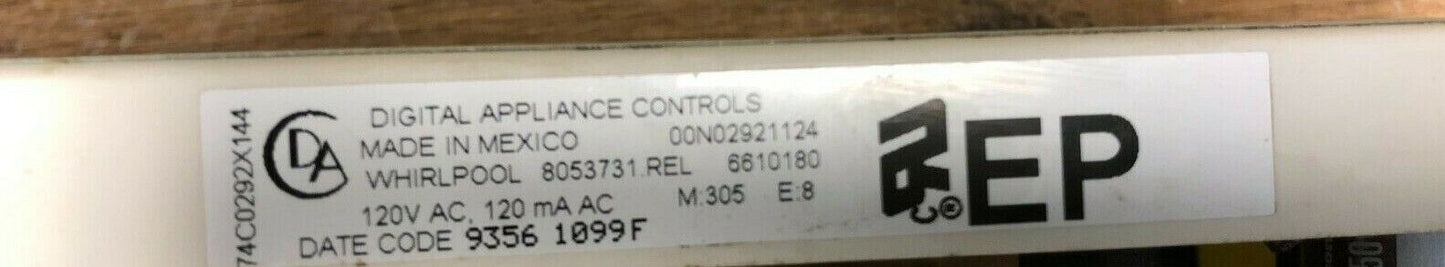 74C0292X144
DA
DIGITAL APPLIANCE CONTROLS
MADE IN MEXICO 00N02921124
WHIRLPOOL 8053731.REL 6610180
120V AC, 120 mA AC M:305 E:8
DATE CODE 9356 1099F
C ® EP